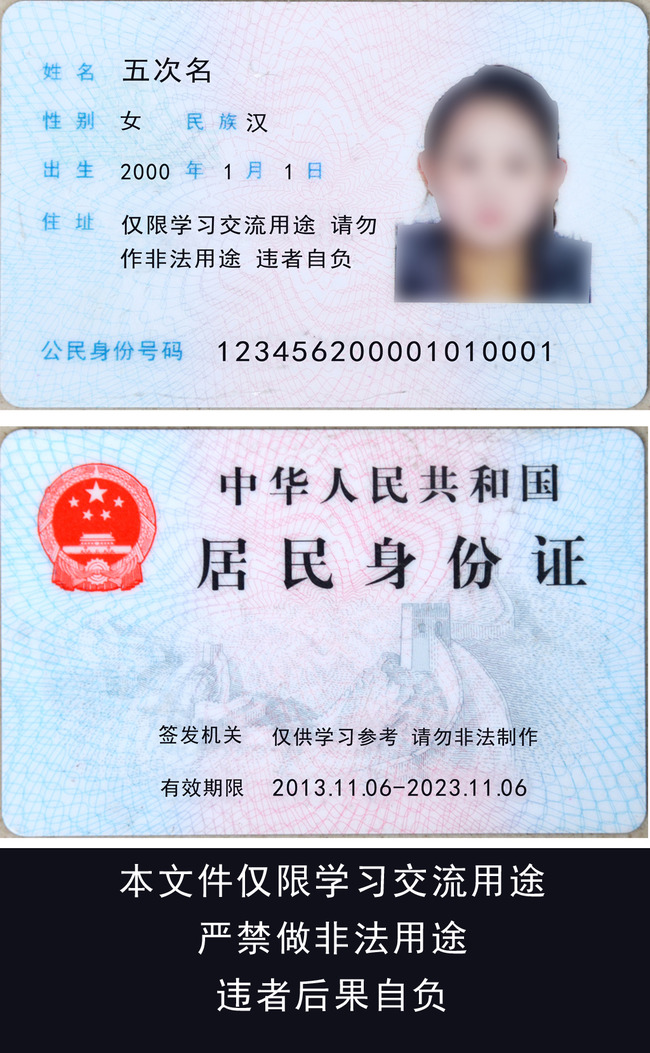 姓名 五次名
性别 女 民族 汉
出生 2000 年 1 月 1 日
住址 仅限学习交流用途 请勿
作非法用途 违者自负
公民身份号码 123456200001010001
中华人民共和国
居民身份证
签发机关 仅供学习参考 请勿非法制作
有效期限 2013.11.06-2023.11.06
本文件仅限学习交流用途
严禁做非法用途
违者后果自负